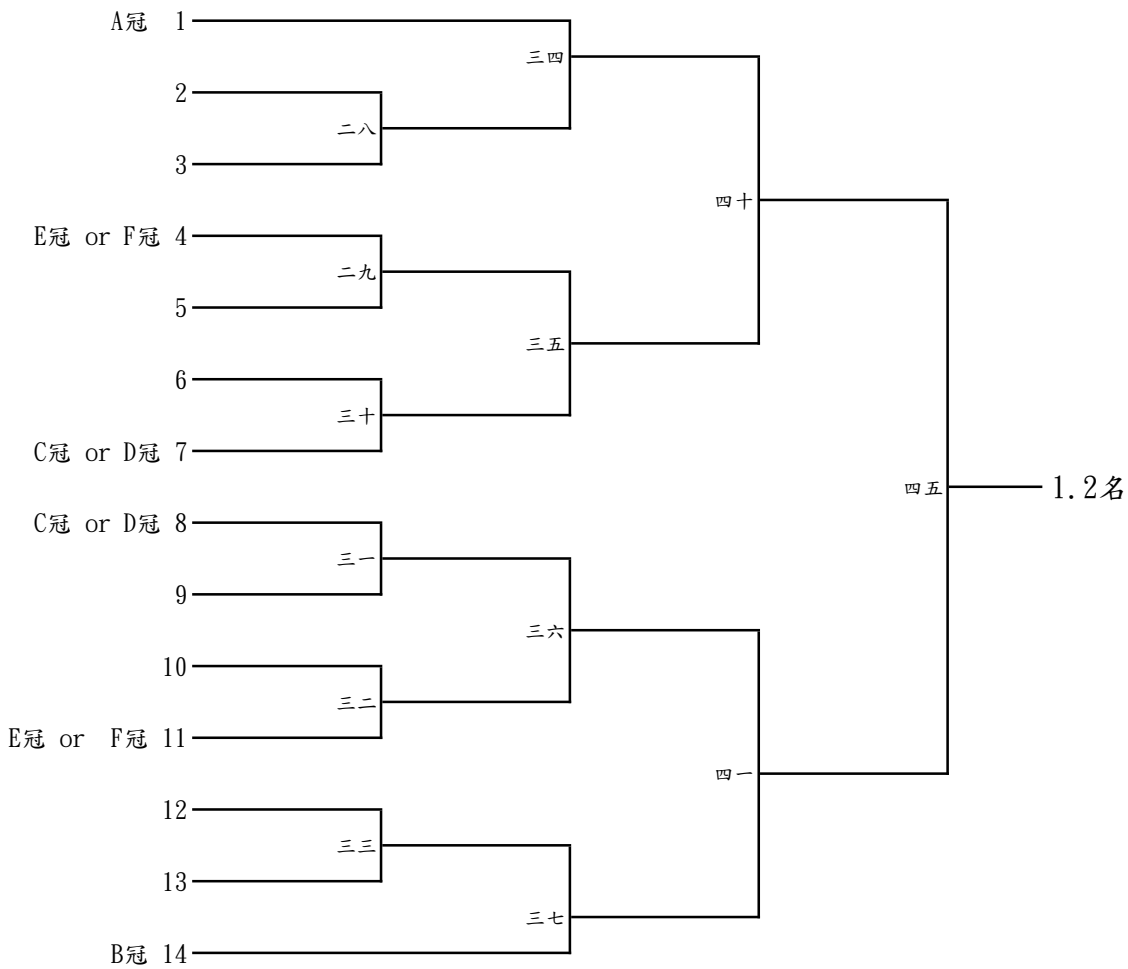 A冠 1
三四
2
二八
3
四十
E冠 or F冠 4
二九
5
三五
6
三十
C冠 or D冠 7
四五
1.2名
C冠 or D冠 8
三一
9
三六
10
三二
E冠 or F冠 11
四一
12
三三
13
三七
B冠 14